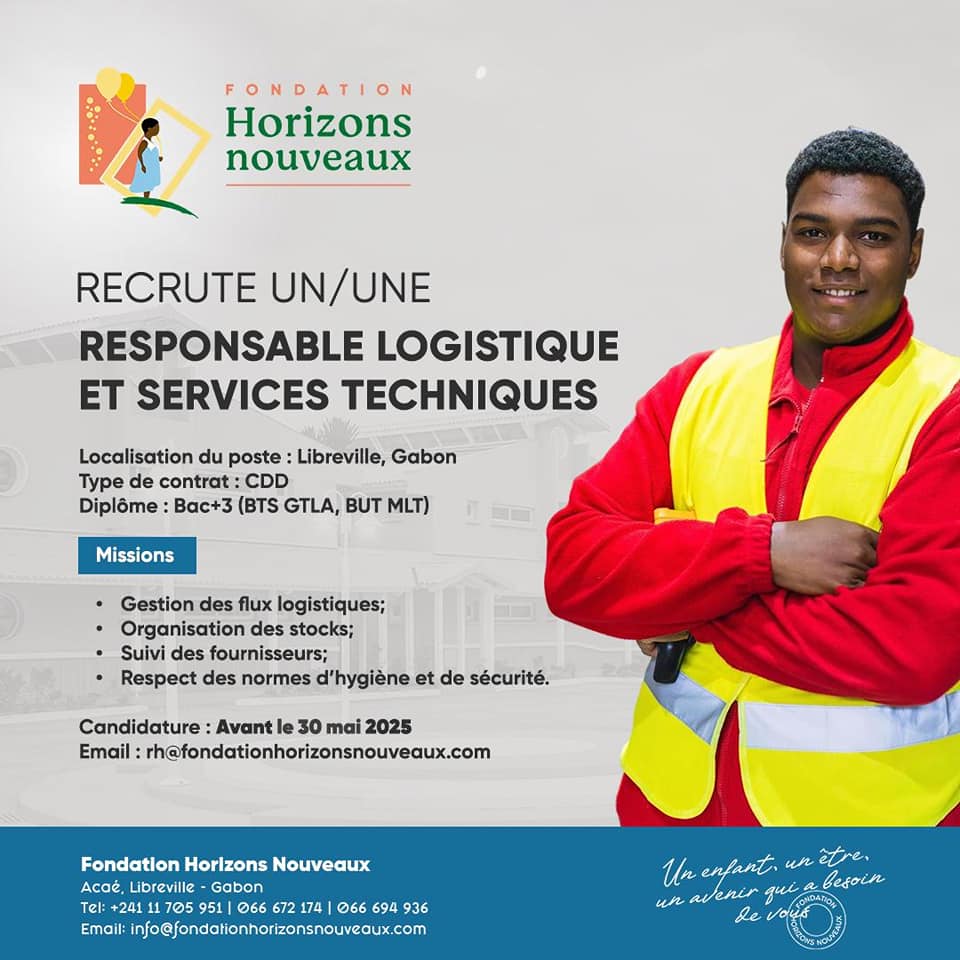 FONDATION
Horizons
nouveaux
RECRUTE UN/UNE
RESPONSABLE LOGISTIQUE
ET SERVICES TECHNIQUES
Localisation du poste : Libreville, Gabon
Type de contrat : CDD
Diplôme : Bac+3 (BTS GTLA, BUT MLT)
Missions
• Gestion des flux logistiques;
• Organisation des stocks;
• Suivi des fournisseurs;
• Respect des normes d’hygiène et de sécurité.
Candidature : Avant le 30 mai 2025
Email : rh@fondationhorizonsnouveaux.com
Fondation Horizons Nouveaux
Acaé, Libreville - Gabon
Tel: +241 11 705 951 | 066 672 174 | 066 694 936
Email: info@fondationhorizonsnouveaux.com
Un enfant, un être,
un avenir qui a besoin
de vous
FONDATION
HORIZONS NOUVEAUX